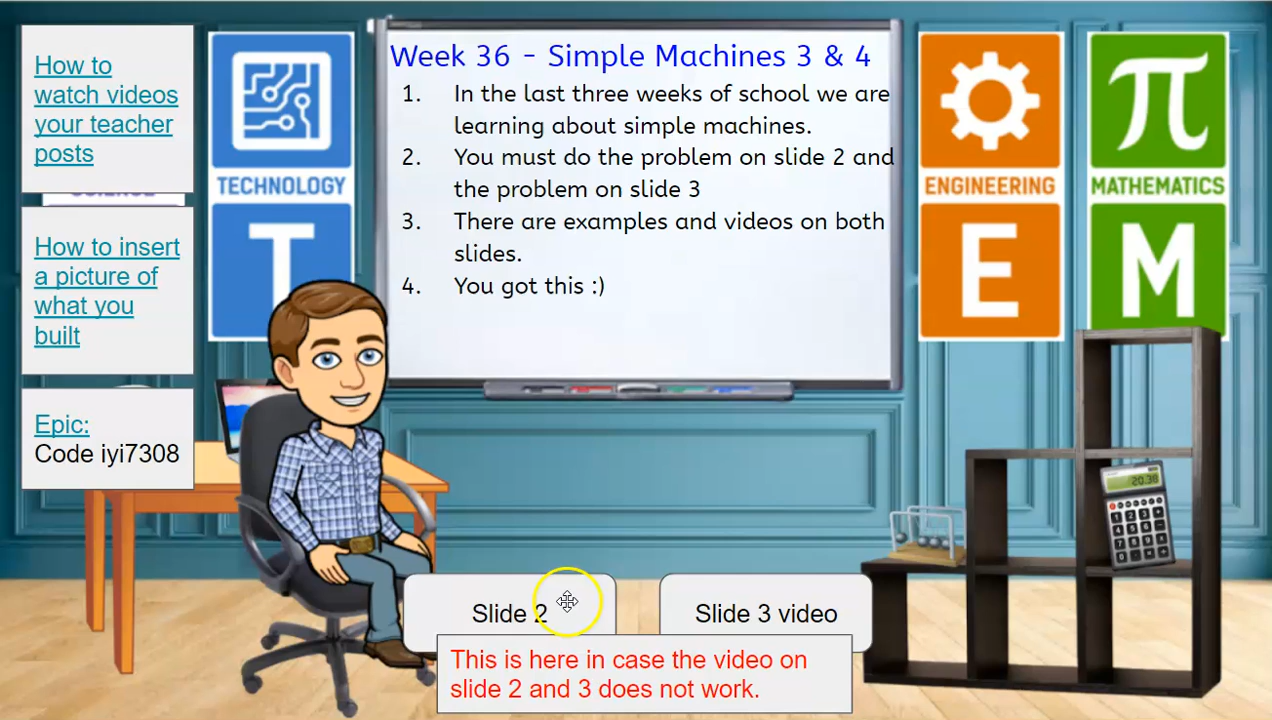 How to
watch videos
your teacher
posts
How to insert
a picture of
what you
built
Epic:
Code iyi7308
TECHNOLOGY
T
Week 36 - Simple Machines 3 & 4
1. In the last three weeks of school we are
learning about simple machines.
2. You must do the problem on slide 2 and
the problem on slide 3
3. There are examples and videos on both
slides.
4. You got this :)
ENGINEERING
E
π
MATHEMATICS
M
20.38
Slide 2
Slide 3 video
This is here in case the video on
slide 2 and 3 does not work.